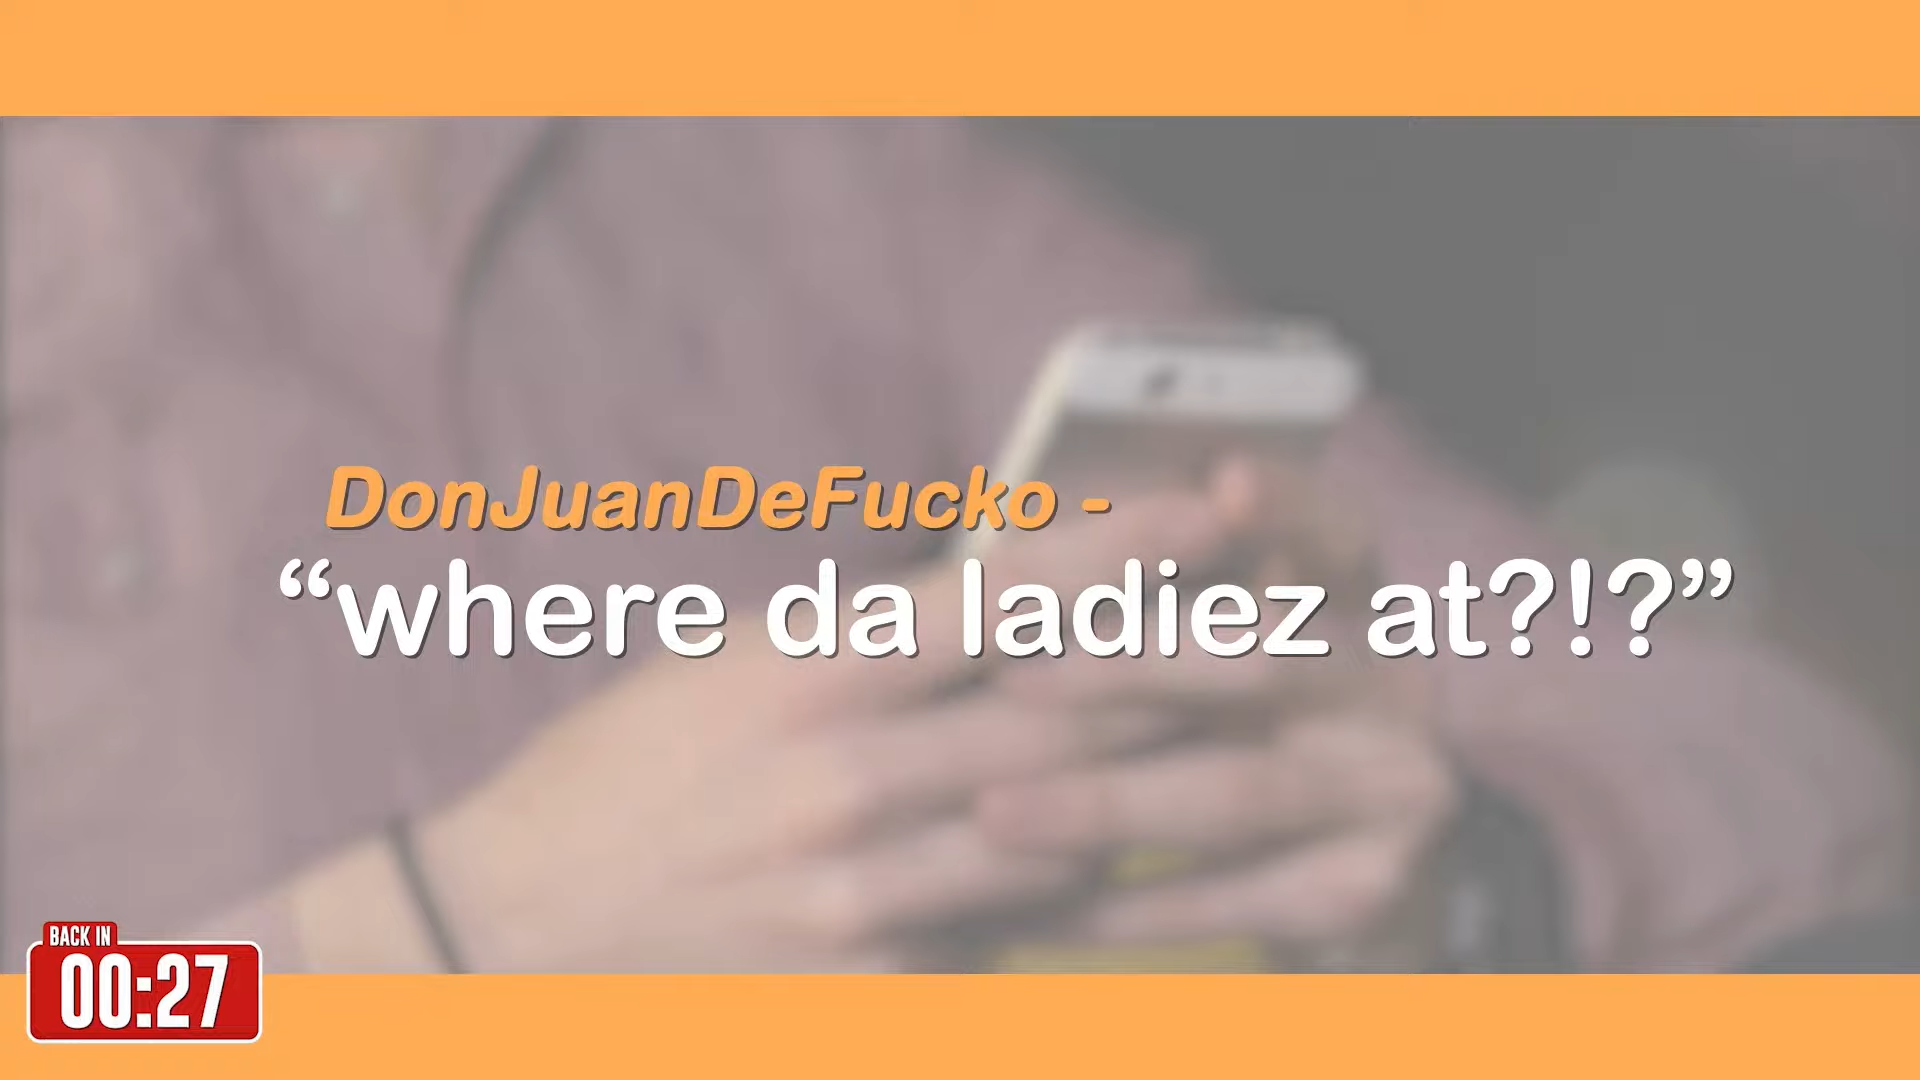 DonJuanDeFucko -
“where da ladiez at?!?”
BACK IN
00:27